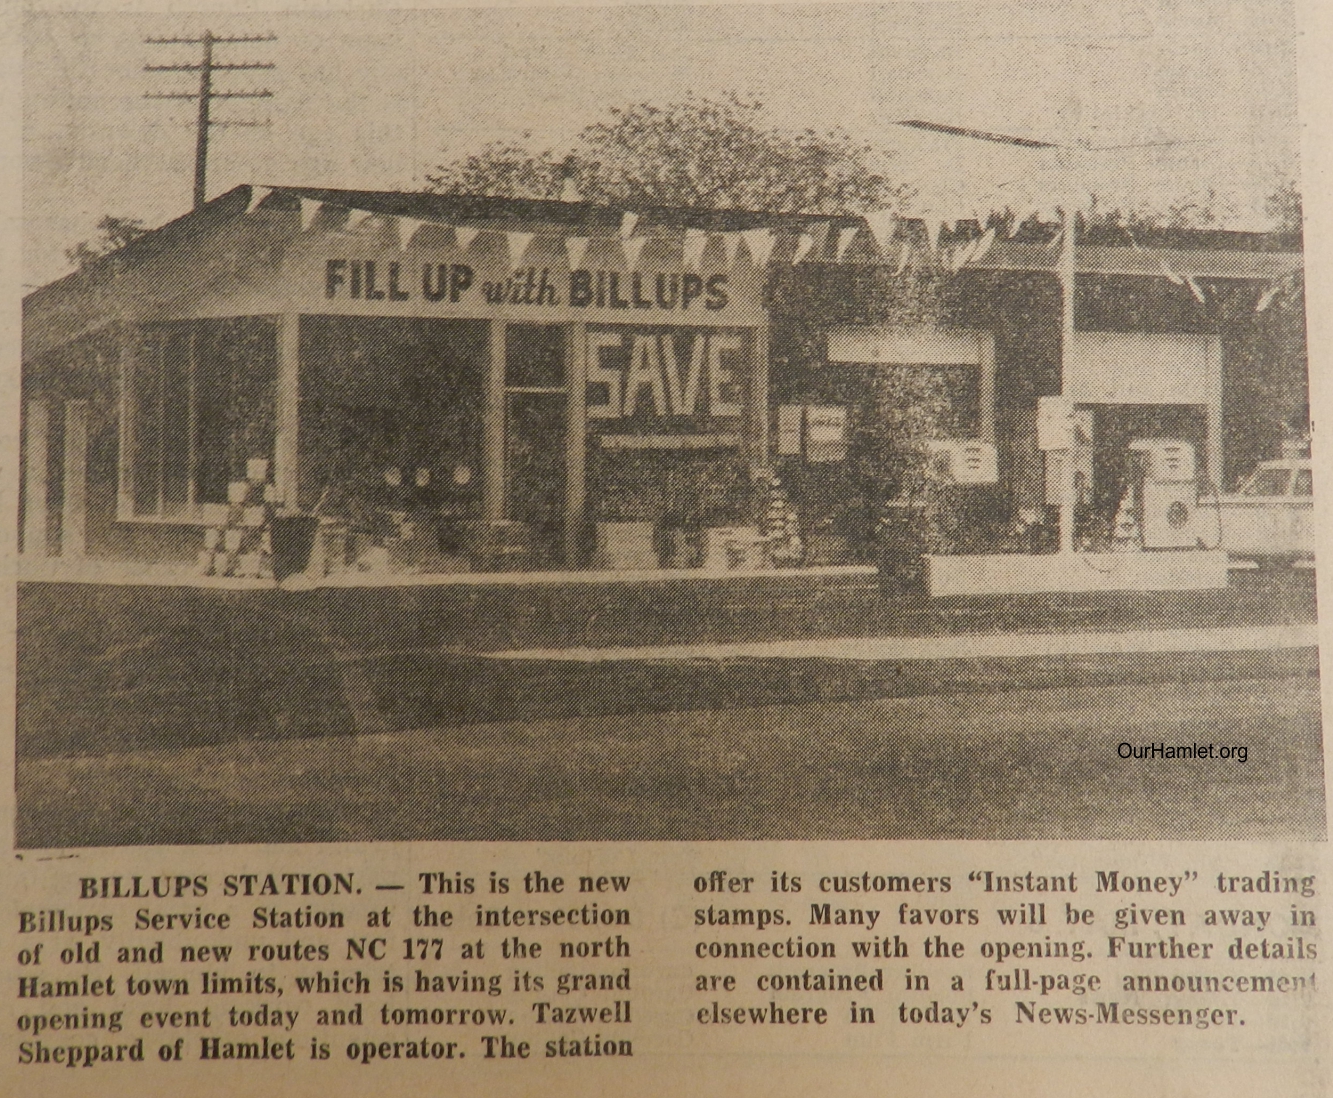 FILL UP with BILLUPS
SAVE
OurHamlet.org
BILLUPS STATION. — This is the new
Billups Service Station at the intersection
of old and new routes NC 177 at the north
Hamlet town limits, which is having its grand
opening event today and tomorrow. Tazwell
Sheppard of Hamlet is operator. The station
offer its customers “Instant Money” trading
stamps. Many favors will be given away in
connection with the opening. Further details
are contained in a full-page announcement
elsewhere in today’s News-Messenger.